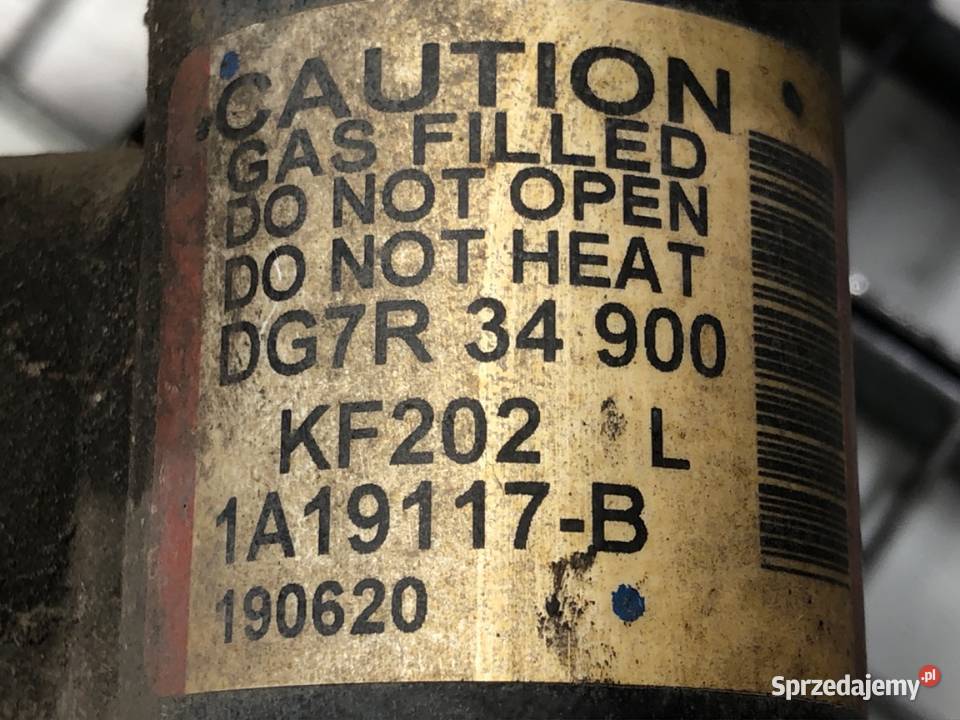 CAUTION
GAS FILLED
DO NOT OPEN
DO NOT HEAT
DG7R 34 900
KF202 L
1A19117-B
190620
Sprzedajemy.pl